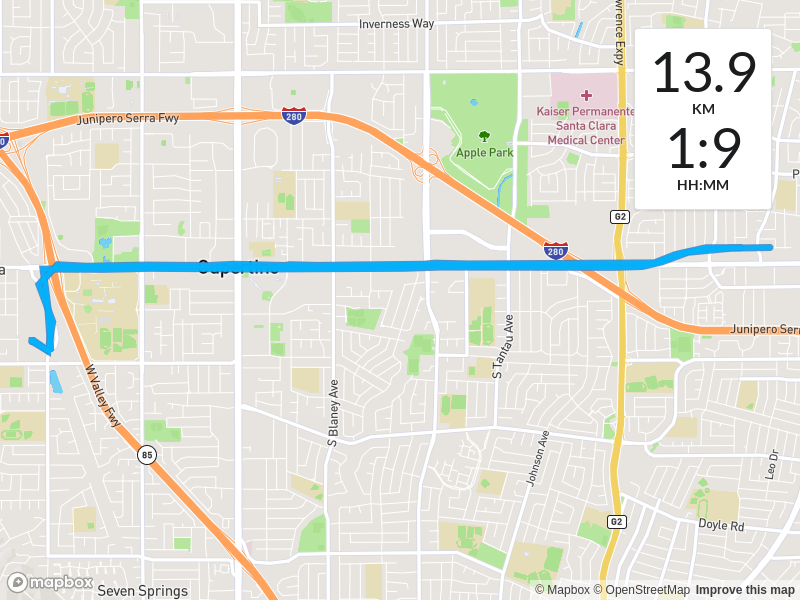 Inverness Way
Lawrence Expy
13.9
KM
1:9
HH:MM
Junipero Serra Fwy
280
Kaiser Permanente
Santa Clara
Medical Center
Apple Park
G2
280
Cupertino
Junipero Serra
S Tantau Ave
W Valley Fwy
S Blaney Ave
85
Johnson Ave
Leo Dr
G2
Doyle Rd
mapbox
Seven Springs
© Mapbox © OpenStreetMap Improve this map